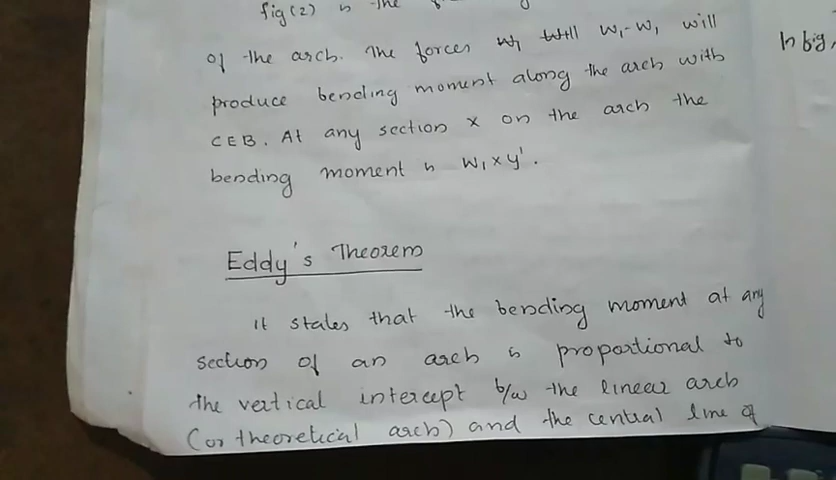 fig(2) is the
of the arch. The forces W1 will W1-W1 will
In fig,
produce bending moment along the arch with
CEB. At any section x on the arch the
bending moment is W1 x y'.
Eddy's Theorem
It states that the bending moment at any
section of an arch is proportional to
the vertical intercept b/w the linear arch
(or theoretical arch) and the central line of